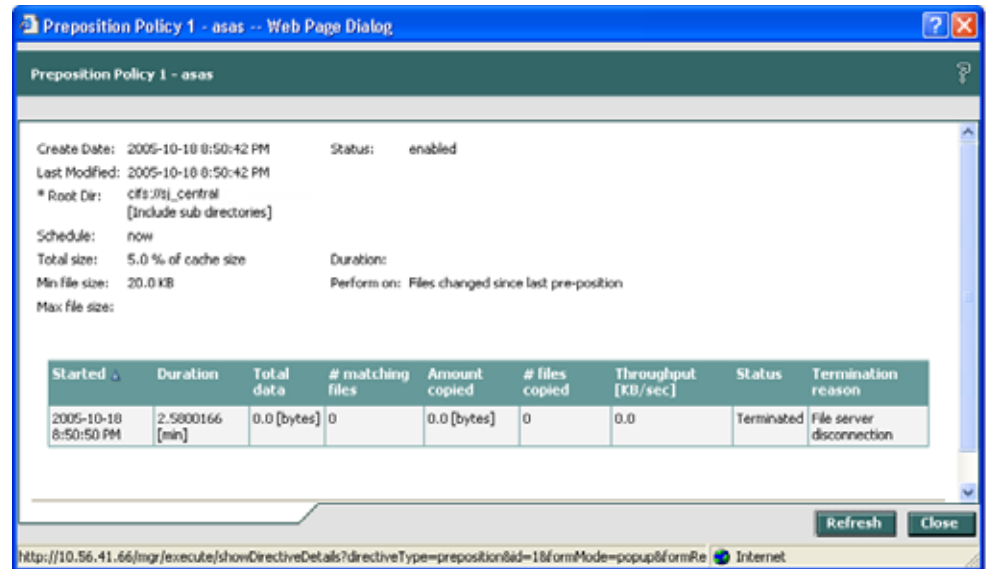 Preposition Policy 1 - asas -- Web Page Dialog
Preposition Policy 1 - asas
Create Date: 2005-10-18 8:50:42 PM Status: enabled
Last Modified: 2005-10-18 8:50:42 PM
* Root Dir: cifs://sj_central
[Include sub directories]
Schedule: now
Total size: 5.0 % of cache size Duration:
Min file size: 20.0 KB Perform on: Files changed since last pre-position
Max file size:
Started Duration Total data # matching files Amount copied # files copied Throughput [KB/sec] Status Termination reason
2005-10-18 8:50:50 PM 2.5800166 [min] 0.0 [bytes] 0 0.0 [bytes] 0 0.0 Terminated File server disconnection
Refresh Close
http://10.56.41.66/mgr/execute/showDirectiveDetails?directiveType=preposition&id=1&formMode=popup&formRe Internet